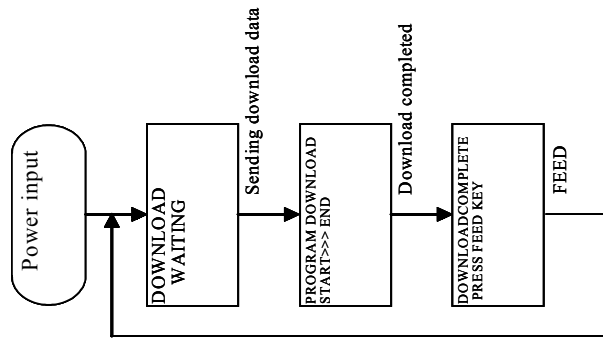 Power input
DOWNLOAD
WAITING
Sending download data
PROGRAM DOWNLOAD
START>>> END
Download completed
DOWNLOADCOMPLETE
PRESS FEED KEY
FEED